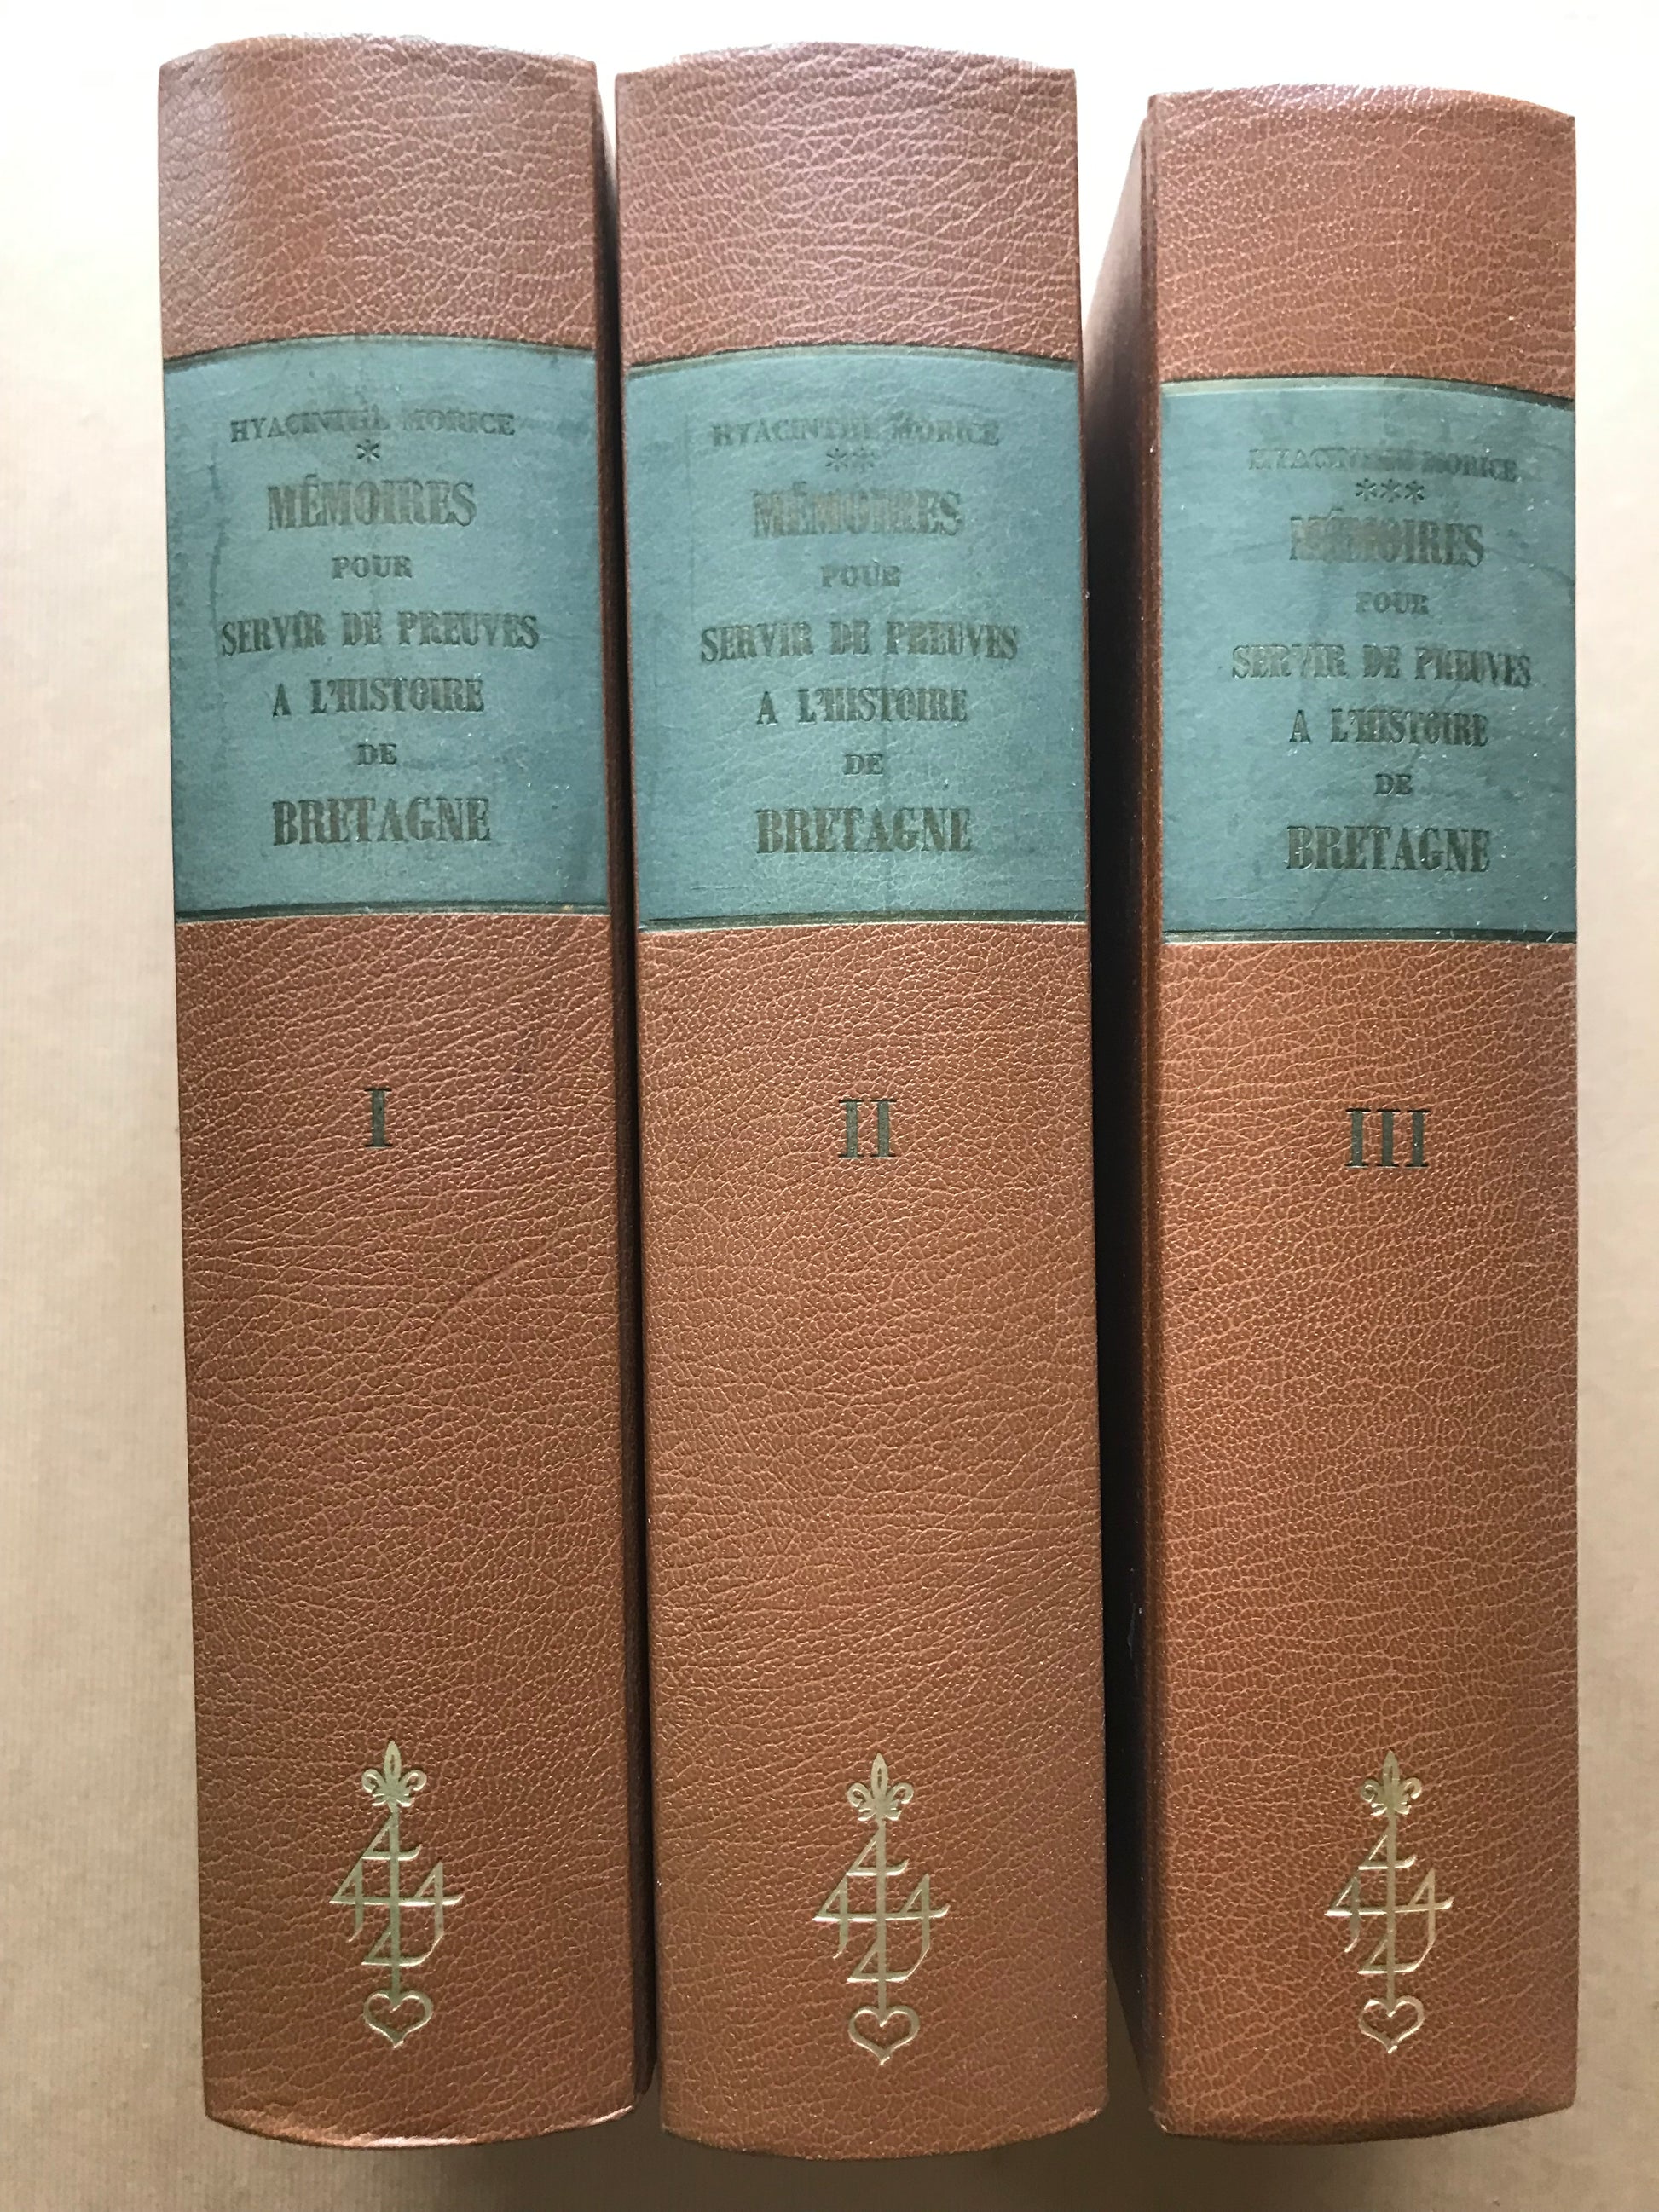 HYACINTHE MORICE
*
MÉMOIRES
POUR
SERVIR DE PREUVES
A L'HISTOIRE
DE
BRETAGNE
I
HYACINTHE MORICE
**
MÉMOIRES
POUR
SERVIR DE PREUVES
A L'HISTOIRE
DE
BRETAGNE
II
HYACINTHE MORICE
***
MÉMOIRES
POUR
SERVIR DE PREUVES
A L'HISTOIRE
DE
BRETAGNE
III